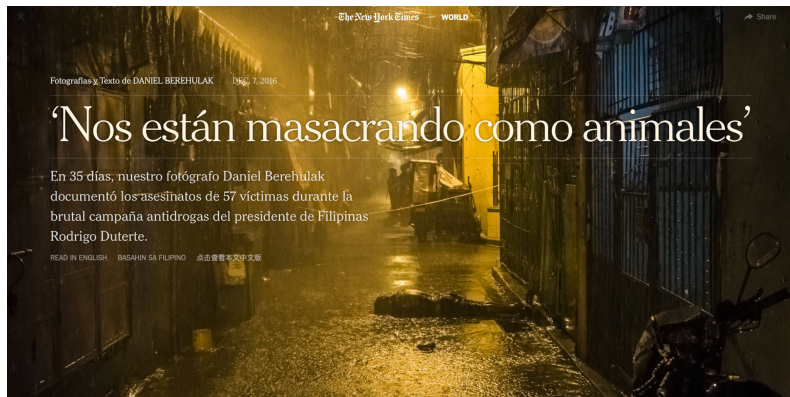 The New York Times — WORLD
Share
Fotografías y Texto de DANIEL BEREHULAK DEC. 7, 2016
‘Nos están masacrando como animales’
En 35 días, nuestro fotógrafo Daniel Berehulak
documentó los asesinatos de 57 víctimas durante la
brutal campaña antidrogas del presidente de Filipinas
Rodrigo Duterte.
READ IN ENGLISH BASAHIN SA FILIPINO 点击查看本文中文版